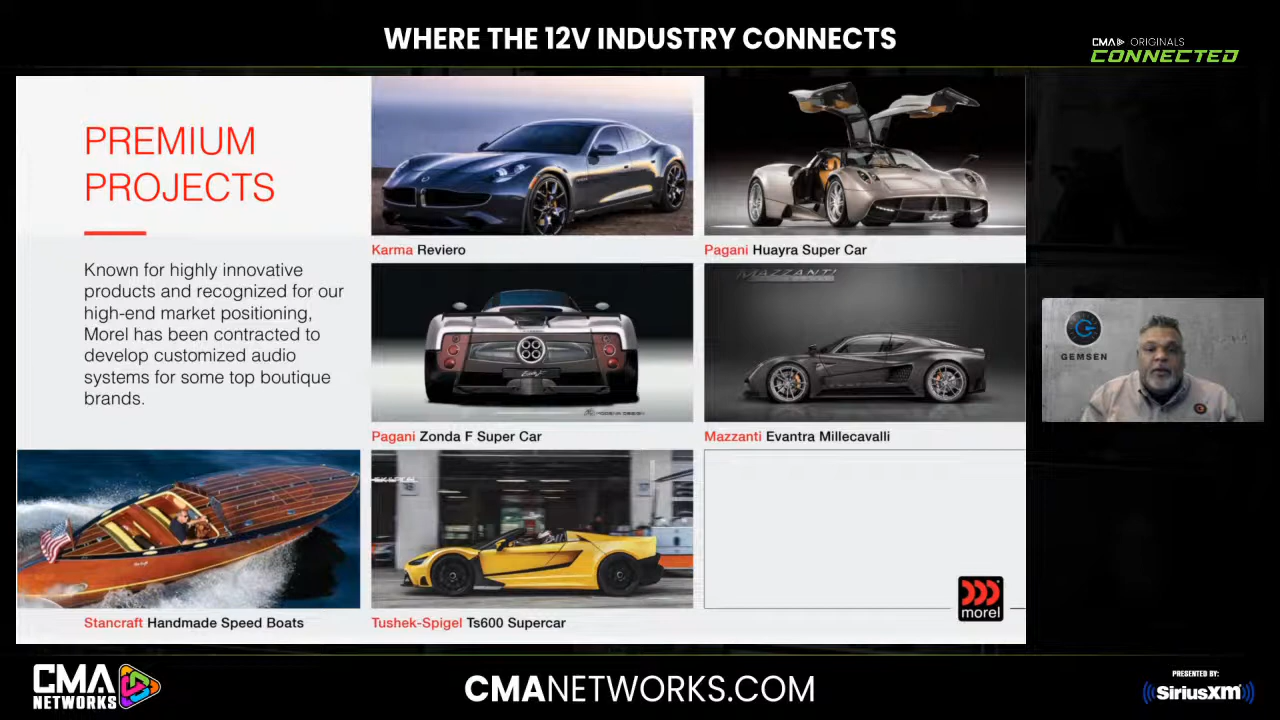 WHERE THE 12V INDUSTRY CONNECTS
CMA ORIGINALS
CONNECTED
PREMIUM
PROJECTS
Known for highly innovative
products and recognized for our
high-end market positioning,
Morel has been contracted to
develop customized audio
systems for some top boutique
brands.
Karma Reviero
Pagani Huayra Super Car
MAZZANTI
Pagani Zonda F Super Car
Mazzanti Evantra Millecavalli
Stancraft Handmade Speed Boats
Tushek-Spigel Ts600 Supercar
morel
GEMSEN
CMA
NETWORKS
CMANETWORKS.COM
PRESENTED BY:
SiriusXM